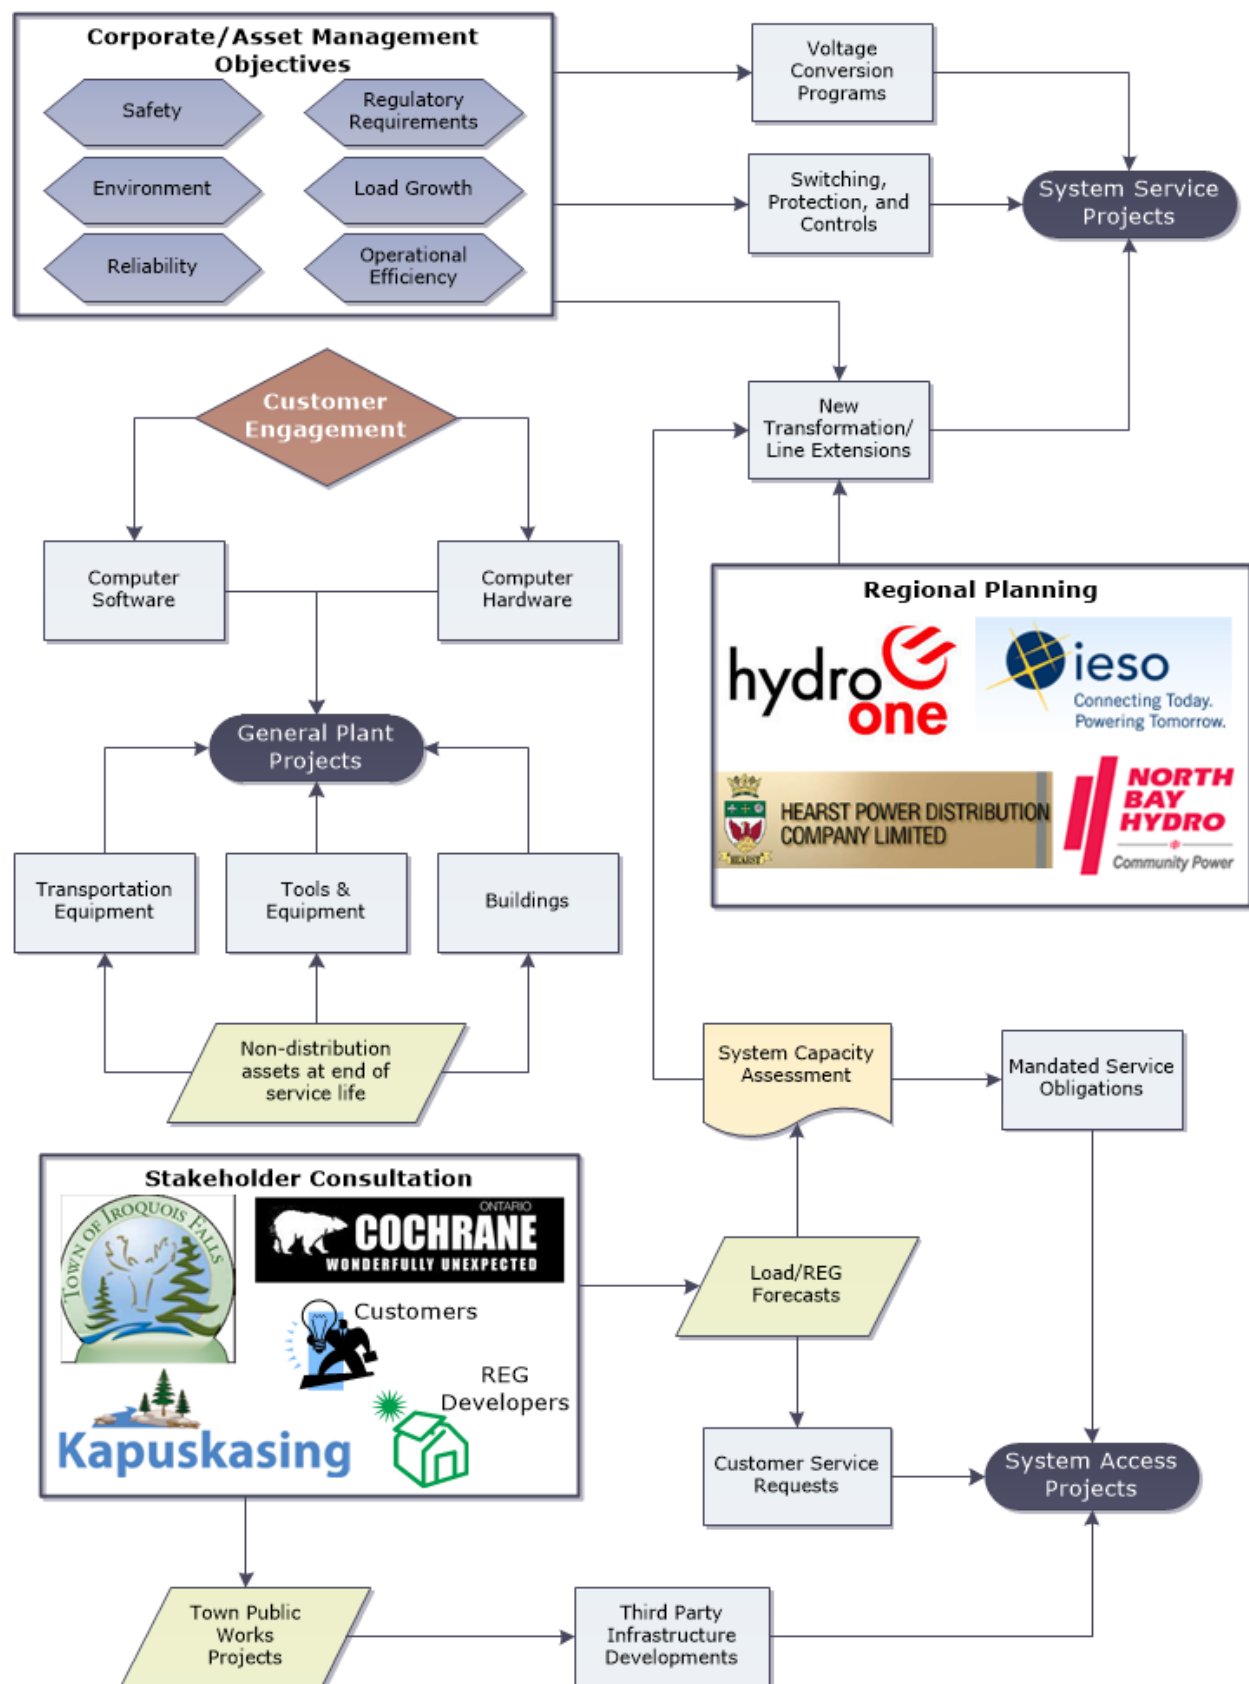 Corporate/Asset Management
Objectives
Safety
Regulatory
Requirements
Environment
Load Growth
Reliability
Operational
Efficiency
Voltage
Conversion
Programs
Switching,
Protection, and
Controls
System Service
Projects
Customer
Engagement
New
Transformation/
Line Extensions
Computer
Software
Computer
Hardware
Regional Planning
hydro
one
ieso
Connecting Today.
Powering Tomorrow.
HEARST POWER DISTRIBUTION
COMPANY LIMITED
HEARST
NORTH
BAY
HYDRO
Community Power
General Plant
Projects
Transportation
Equipment
Tools &
Equipment
Buildings
Non-distribution
assets at end of
service life
System Capacity
Assessment
Mandated Service
Obligations
Stakeholder Consultation
TOWN OF IROQUOIS FALLS
ONTARIO
COCHRANE
WONDERFULLY UNEXPECTED
Customers
REG
Developers
Kapuskasing
Load/REG
Forecasts
Customer Service
Requests
System Access
Projects
Town Public
Works
Projects
Third Party
Infrastructure
Developments